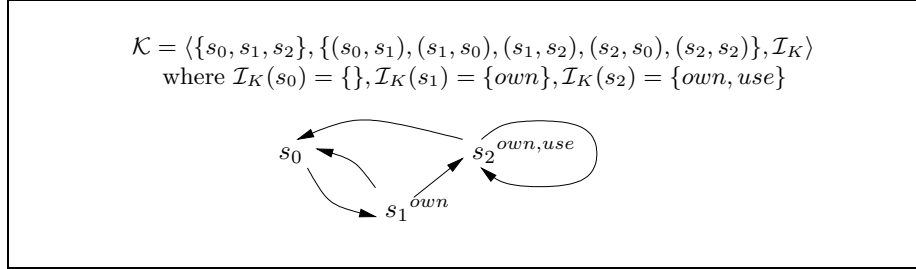 𝒦 = ⟨{s₀, s₁, s₂}, {(s₀, s₁), (s₁, s₀), (s₁, s₂), (s₂, s₀), (s₂, s₂)}, ℐ_K⟩
where ℐ_K(s₀) = {}, ℐ_K(s₁) = {own}, ℐ_K(s₂) = {own, use}
s₀
s₂^{own,use}
s₁^{own}